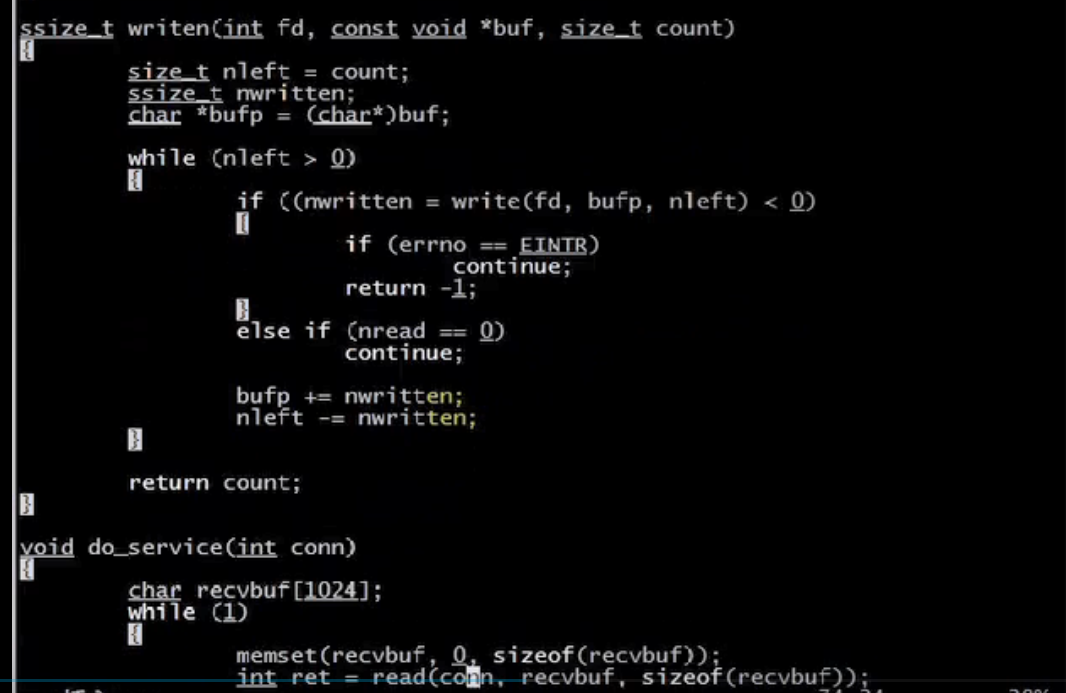 ssize_t writen(int fd, const void *buf, size_t count)
{
size_t nleft = count;
ssize_t nwritten;
char *bufp = (char*)buf;
while (nleft > 0)
{
if ((nwritten = write(fd, bufp, nleft) < 0)
{
if (errno == EINTR)
continue;
return -1;
}
else if (nread == 0)
continue;
bufp += nwritten;
nleft -= nwritten;
}
return count;
}
void do_service(int conn)
{
char recvbuf[1024];
while (1)
{
memset(recvbuf, 0, sizeof(recvbuf));
int ret = read(conn, recvbuf, sizeof(recvbuf));